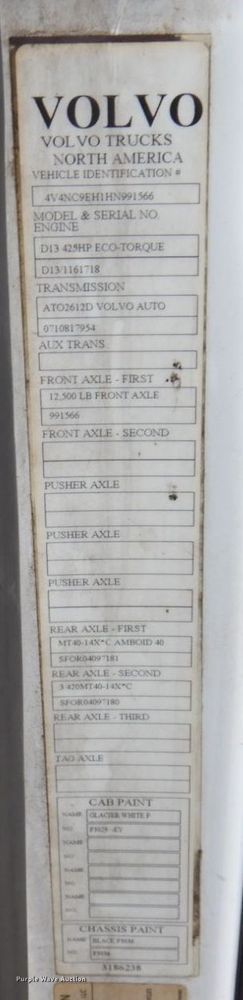 VOLVO
VOLVO TRUCKS
NORTH AMERICA
VEHICLE IDENTIFICATION #
4V4NC9EH1HN991566
MODEL & SERIAL NO.
ENGINE
D13 425HP ECO-TORQUE
D13/1161718
TRANSMISSION
ATO2612D VOLVO AUTO
0710817954
AUX TRANS
FRONT AXLE - FIRST
12,500 LB FRONT AXLE
991566
FRONT AXLE - SECOND
PUSHER AXLE
PUSHER AXLE
PUSHER AXLE
REAR AXLE - FIRST
MT40-14X*C AMBOID 40
SFOR04097181
REAR AXLE - SECOND
3.420MT40-14X*C
SFOR04097180
REAR AXLE - THIRD
TAG AXLE
CAB PAINT
NAME GLACIER WHITE P
NO.
NAME
NO.
NAME
NO.
NAME
NO.
CHASSIS PAINT
NAME BLACK
NO.
3186238
Purple Wave Auction